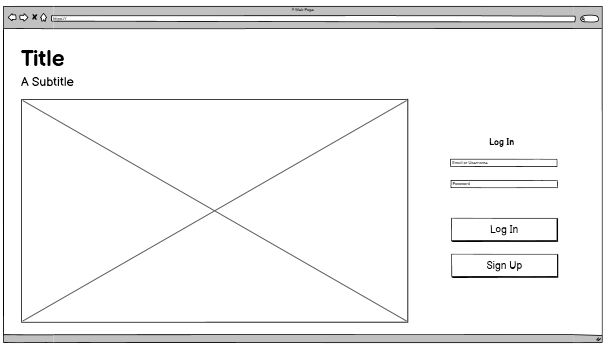 A Web Page
https://
Title
A Subtitle
Log In
Email or Username
Password
Log In
Sign Up